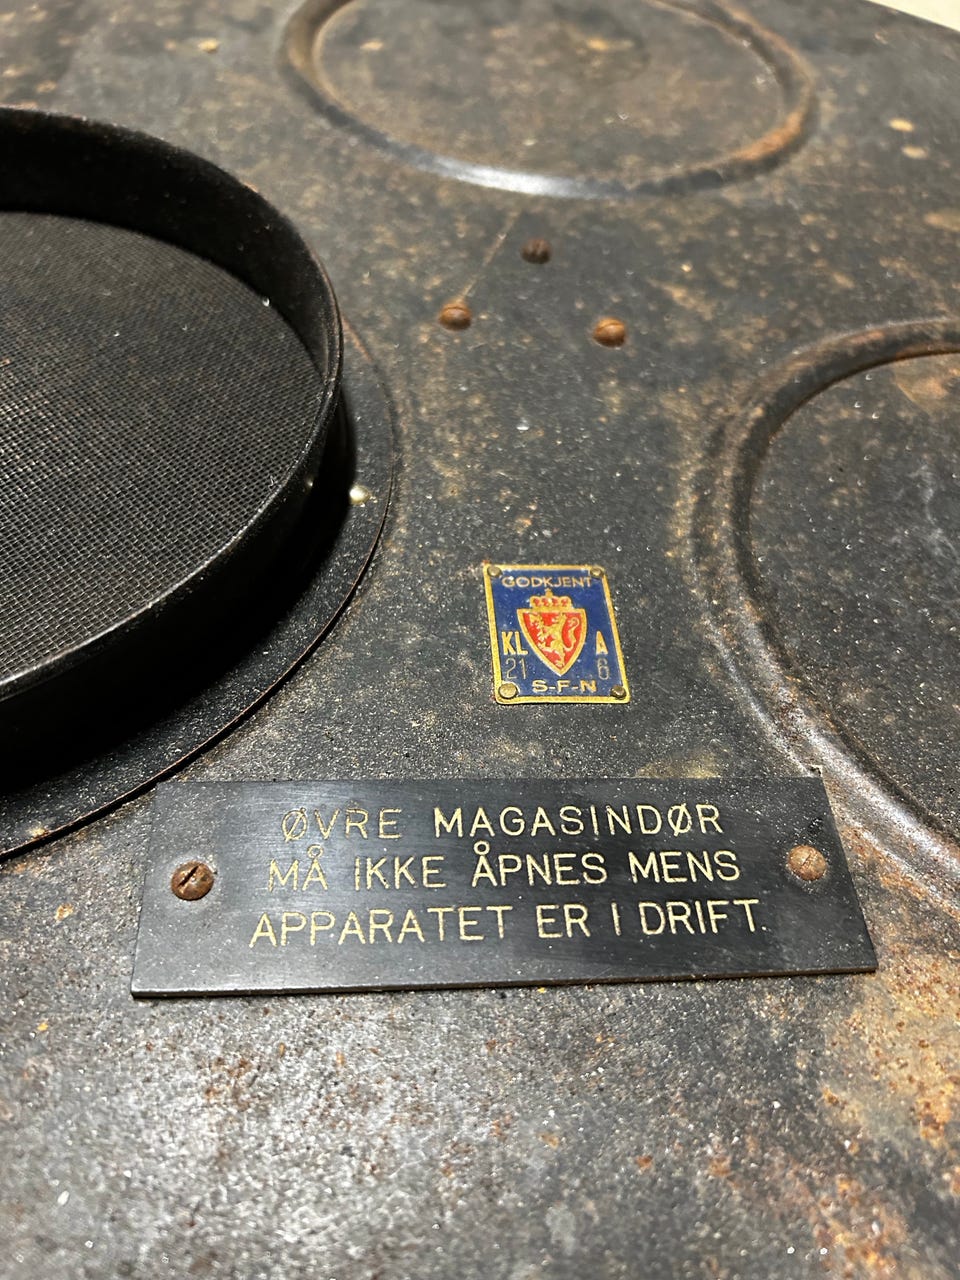 GODKJENT
KL A
21 6
S-F-N
ØVRE MAGASINDØR
MÅ IKKE ÅPNES MENS
APPARATET ER I DRIFT.